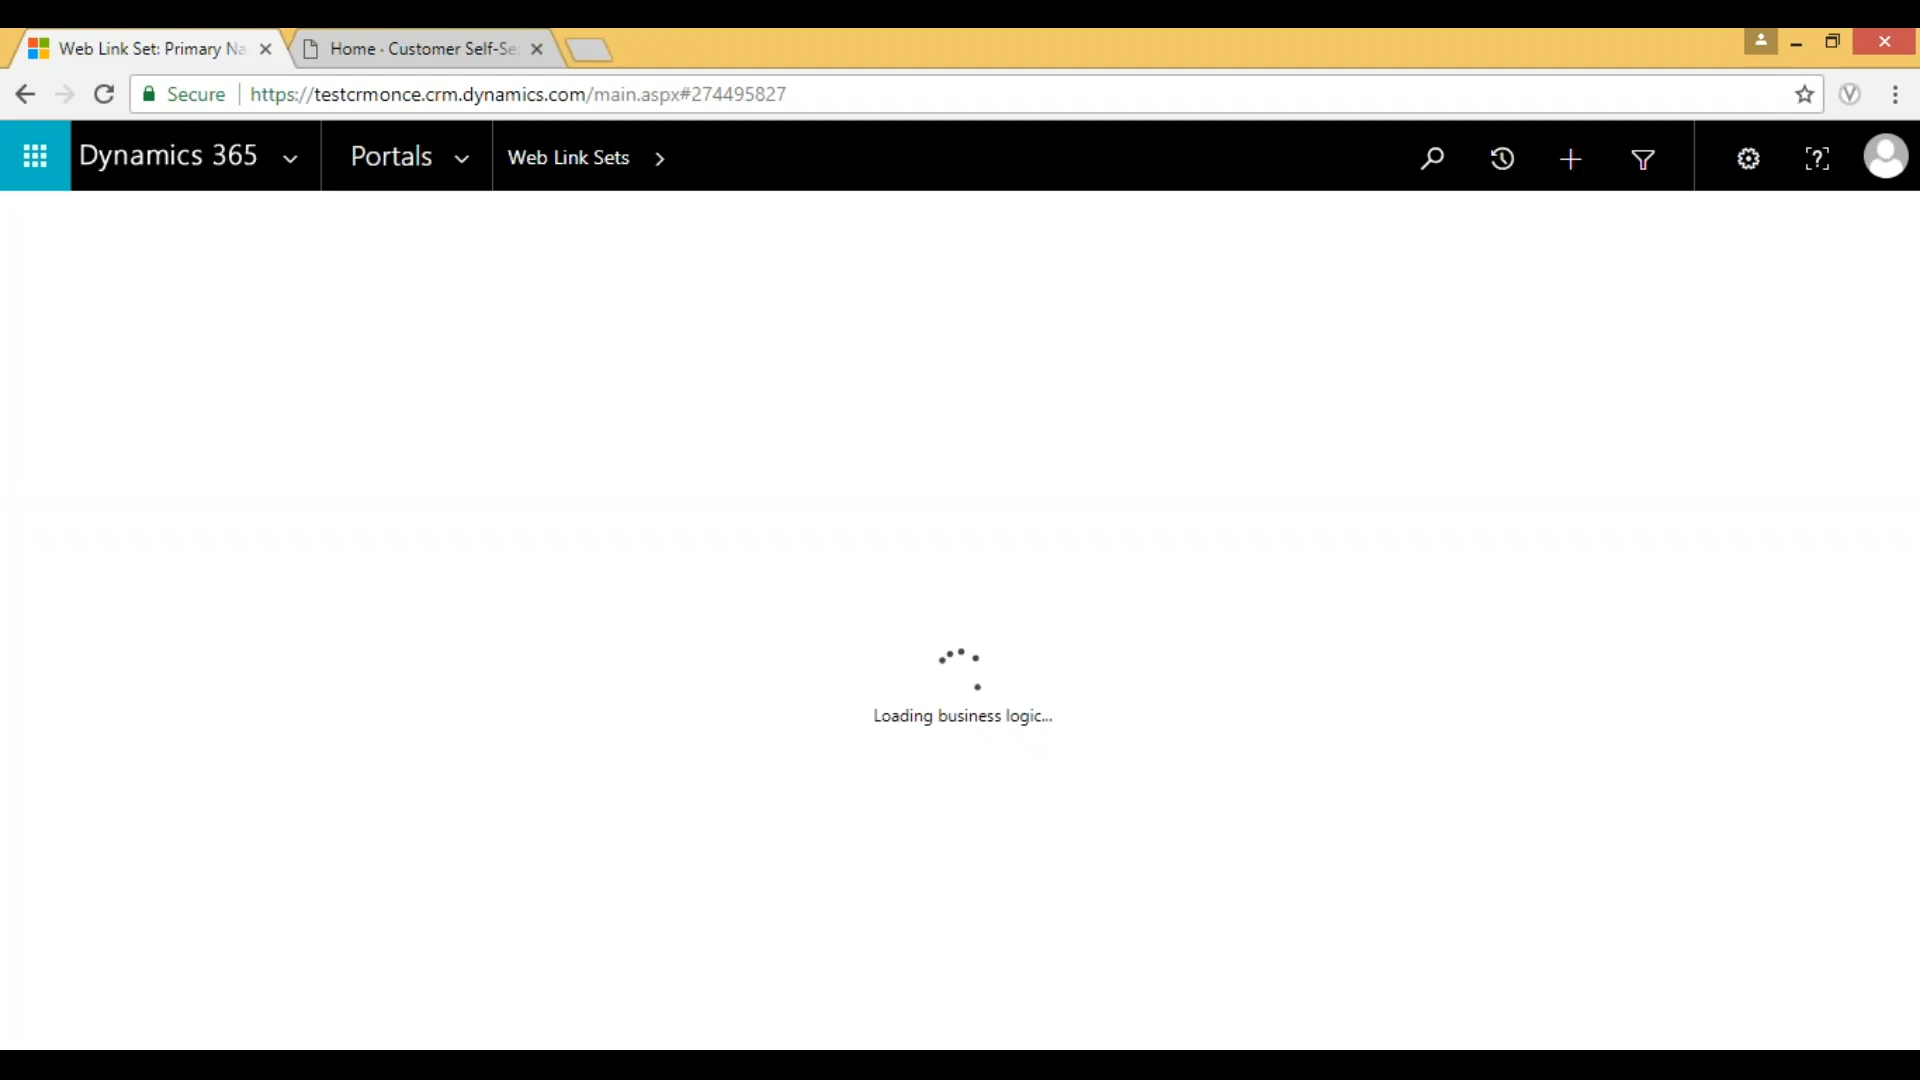 Web Link Set: Primary Na
Home · Customer Self-Se
Secure
https://testcrmonce.crm.dynamics.com/main.aspx#274495827
Dynamics 365
Portals
Web Link Sets
Loading business logic...